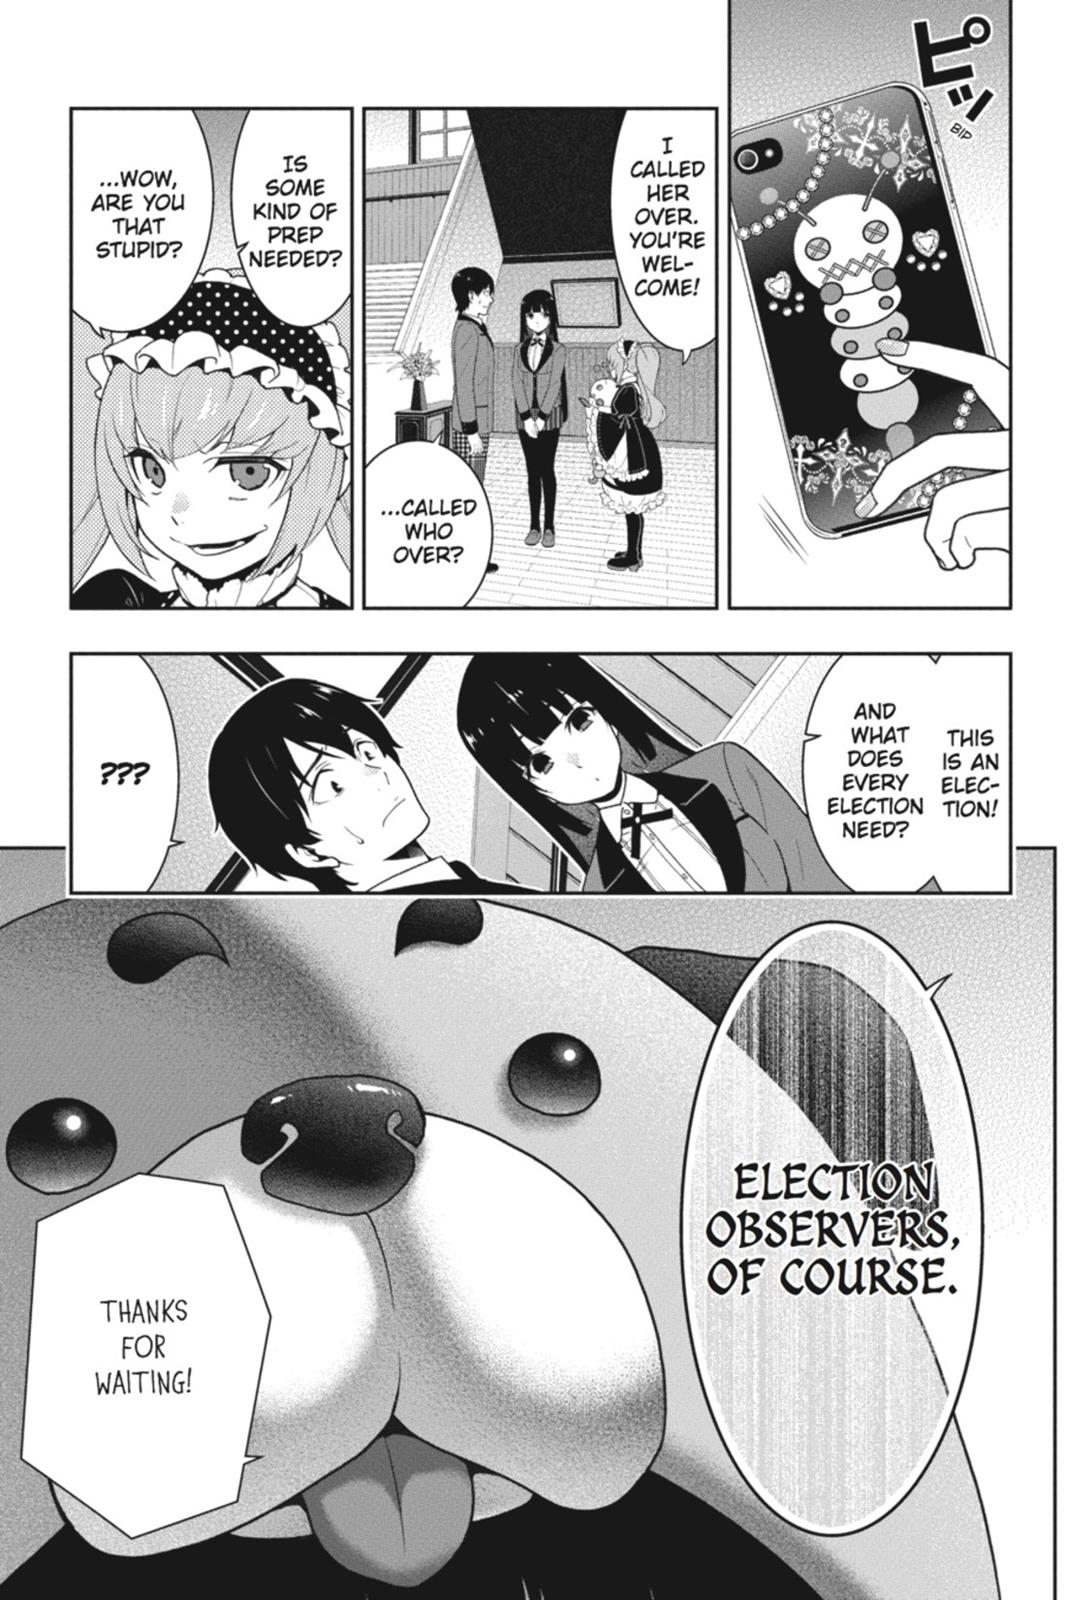 ピッ
BIP
I
CALLED
HER
OVER.
YOU'RE
WEL-
COME!
...CALLED
WHO
OVER?
IS
SOME
KIND OF
PREP
NEEDED?
...WOW,
ARE YOU
THAT
STUPID?
THIS
IS AN
ELEC-
TION!
AND
WHAT
DOES
EVERY
ELECTION
NEED?
???
ELECTION
OBSERVERS,
OF COURSE.
THANKS
FOR
WAITING!